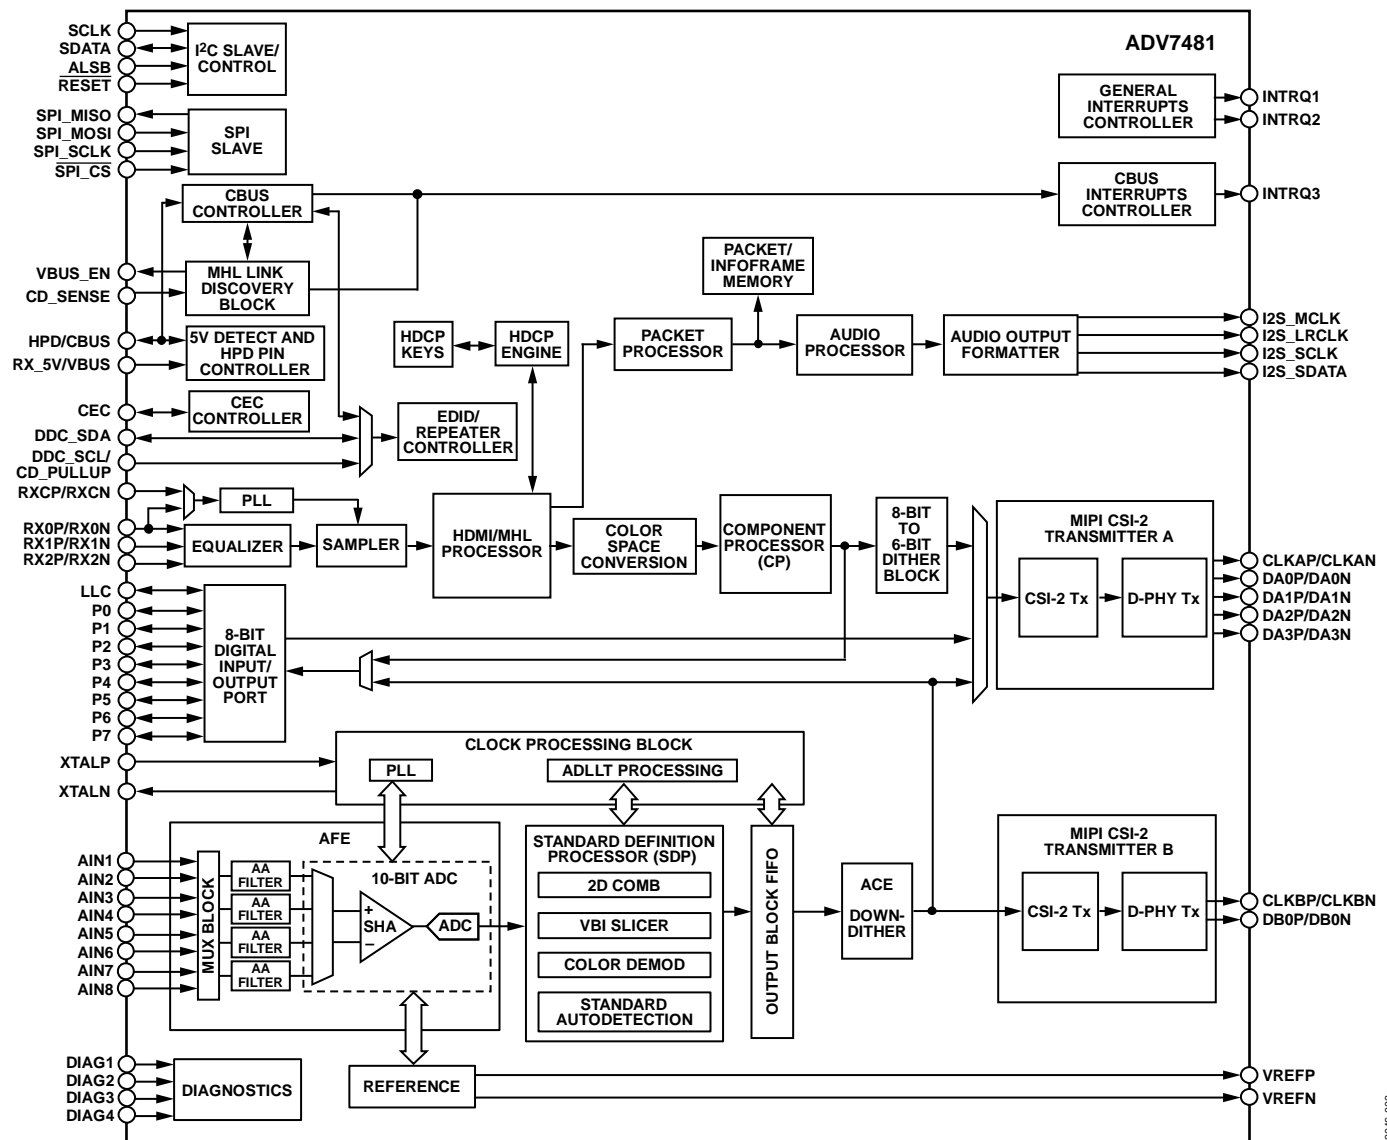 ADV7481
SCLK
SDATA
ALSB
RESET
I2C SLAVE/
CONTROL
SPI_MISO
SPI_MOSI
SPI_SCLK
SPI_CS
SPI
SLAVE
GENERAL
INTERRUPTS
CONTROLLER
INTRQ1
INTRQ2
CBUS
CONTROLLER
CBUS
INTERRUPTS
CONTROLLER
INTRQ3
VBUS_EN
CD_SENSE
MHL LINK
DISCOVERY
BLOCK
PACKET/
INFOFRAME
MEMORY
HPD/CBUS
RX_5V/VBUS
5V DETECT AND
HPD PIN
CONTROLLER
HDCP
KEYS
HDCP
ENGINE
PACKET
PROCESSOR
AUDIO
PROCESSOR
AUDIO OUTPUT
FORMATTER
I2S_MCLK
I2S_LRCLK
I2S_SCLK
I2S_SDATA
CEC
CEC
CONTROLLER
DDC_SDA
DDC_SCL/
CD_PULLUP
EDID/
REPEATER
CONTROLLER
RXCP/RXCN
PLL
RX0P/RX0N
RX1P/RX1N
RX2P/RX2N
EQUALIZER
SAMPLER
HDMI/MHL
PROCESSOR
COLOR
SPACE
CONVERSION
COMPONENT
PROCESSOR
(CP)
8-BIT
TO
6-BIT
DITHER
BLOCK
MIPI CSI-2
TRANSMITTER A
CSI-2 Tx
D-PHY Tx
CLKAP/CLKAN
DA0P/DA0N
DA1P/DA1N
DA2P/DA2N
DA3P/DA3N
LLC
P0
P1
P2
P3
P4
P5
P6
P7
8-BIT
DIGITAL
INPUT/
OUTPUT
PORT
XTALP
XTALN
CLOCK PROCESSING BLOCK
PLL
ADLLT PROCESSING
AFE
AIN1
AIN2
AIN3
AIN4
AIN5
AIN6
AIN7
AIN8
MUX BLOCK
AA
FILTER
AA
FILTER
AA
FILTER
AA
FILTER
10-BIT ADC
+
SHA
–
ADC
STANDARD DEFINITION
PROCESSOR (SDP)
2D COMB
VBI SLICER
COLOR DEMOD
STANDARD
AUTODETECTION
OUTPUT BLOCK FIFO
ACE
DOWN-
DITHER
MIPI CSI-2
TRANSMITTER B
CSI-2 Tx
D-PHY Tx
CLKBP/CLKBN
DB0P/DB0N
DIAG1
DIAG2
DIAG3
DIAG4
DIAGNOSTICS
REFERENCE
VREFP
VREFN